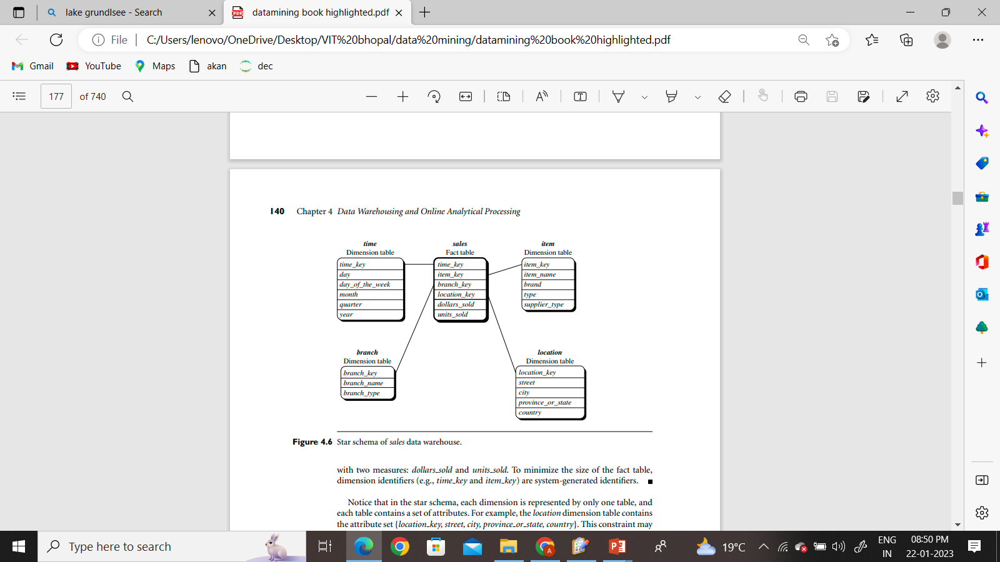 lake grundlsee - Search
datamining book highlighted.pdf
File
C:/Users/lenovo/OneDrive/Desktop/VIT%20bhopal/data%20mining/datamining%20book%20highlighted.pdf
Gmail
YouTube
Maps
akan
dec
177 of 740
140 Chapter 4 Data Warehousing and Online Analytical Processing
time
Dimension table
time_key
day
day_of_the_week
month
quarter
year
sales
Fact table
time_key
item_key
branch_key
location_key
dollars_sold
units_sold
item
Dimension table
item_key
item_name
brand
type
supplier_type
branch
Dimension table
branch_key
branch_name
branch_type
location
Dimension table
location_key
street
city
province_or_state
country
Figure 4.6 Star schema of sales data warehouse.
with two measures: dollars_sold and units_sold. To minimize the size of the fact table,
dimension identifiers (e.g., time_key and item_key) are system-generated identifiers.
Notice that in the star schema, each dimension is represented by only one table, and
each table contains a set of attributes. For example, the location dimension table contains
the attribute set {location_key, street, city, province_or_state, country}. This constraint may
Type here to search
19°C
ENG
IN
08:50 PM
22-01-2023